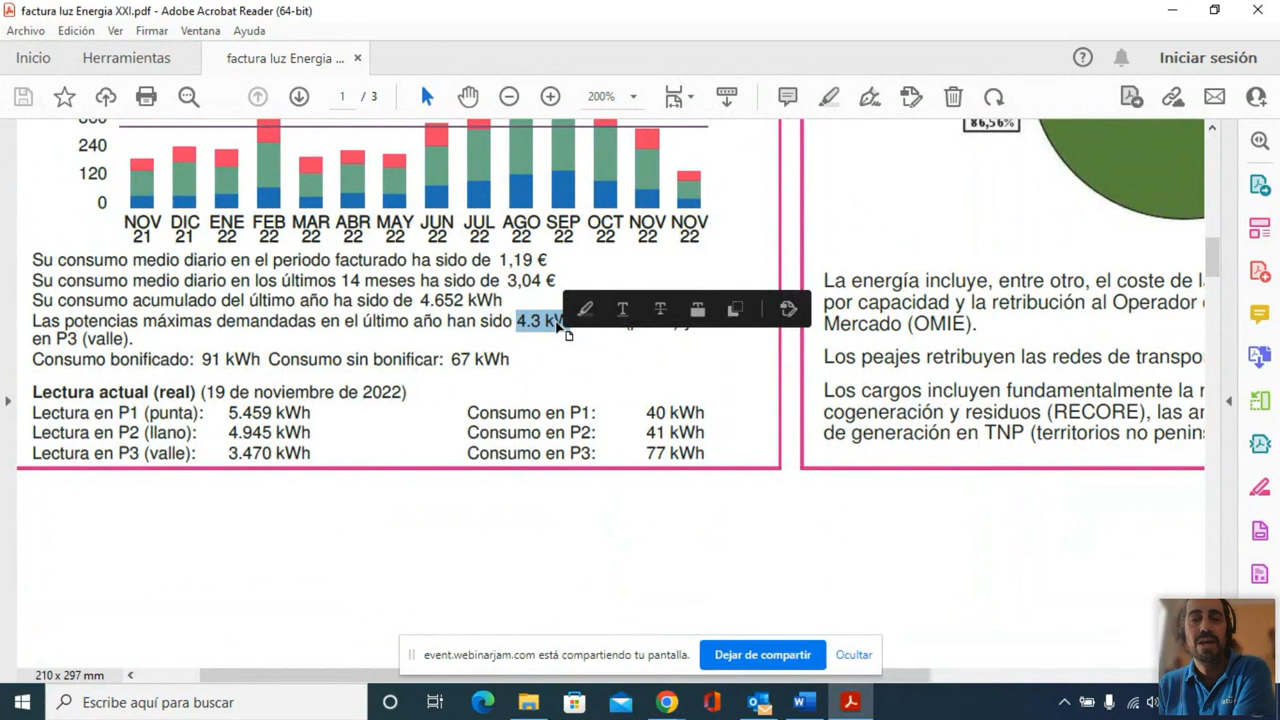 factura luz Energia XXI.pdf - Adobe Acrobat Reader (64-bit)
Archivo Edición Ver Firmar Ventana Ayuda
Inicio Herramientas factura luz Energia ... × Iniciar sesión
1 / 3 200%
240
120
0
NOV DIC ENE FEB MAR ABR MAY JUN JUL AGO SEP OCT NOV NOV
21 21 22 22 22 22 22 22 22 22 22 22 22 22
86,56%
Su consumo medio diario en el periodo facturado ha sido de 1,19 €
Su consumo medio diario en los últimos 14 meses ha sido de 3,04 €
Su consumo acumulado del último año ha sido de 4.652 kWh
Las potencias máximas demandadas en el último año han sido 4.3
en P3 (valle).
Consumo bonificado: 91 kWh Consumo sin bonificar: 67 kWh
Lectura actual (real) (19 de noviembre de 2022)
Lectura en P1 (punta): 5.459 kWh Consumo en P1: 40 kWh
Lectura en P2 (llano): 4.945 kWh Consumo en P2: 41 kWh
Lectura en P3 (valle): 3.470 kWh Consumo en P3: 77 kWh
La energía incluye, entre otro, el coste de
por capacidad y la retribución al Operador
Mercado (OMIE).
Los peajes retribuyen las redes de
Los cargos incluyen fundamentalmente la
cogeneración y residuos (RECORE), las
de generación en TNP (territorios no
event.webinarjam.com está compartiendo tu pantalla. Dejar de compartir Ocultar
210 x 297 mm
Escribe aquí para buscar